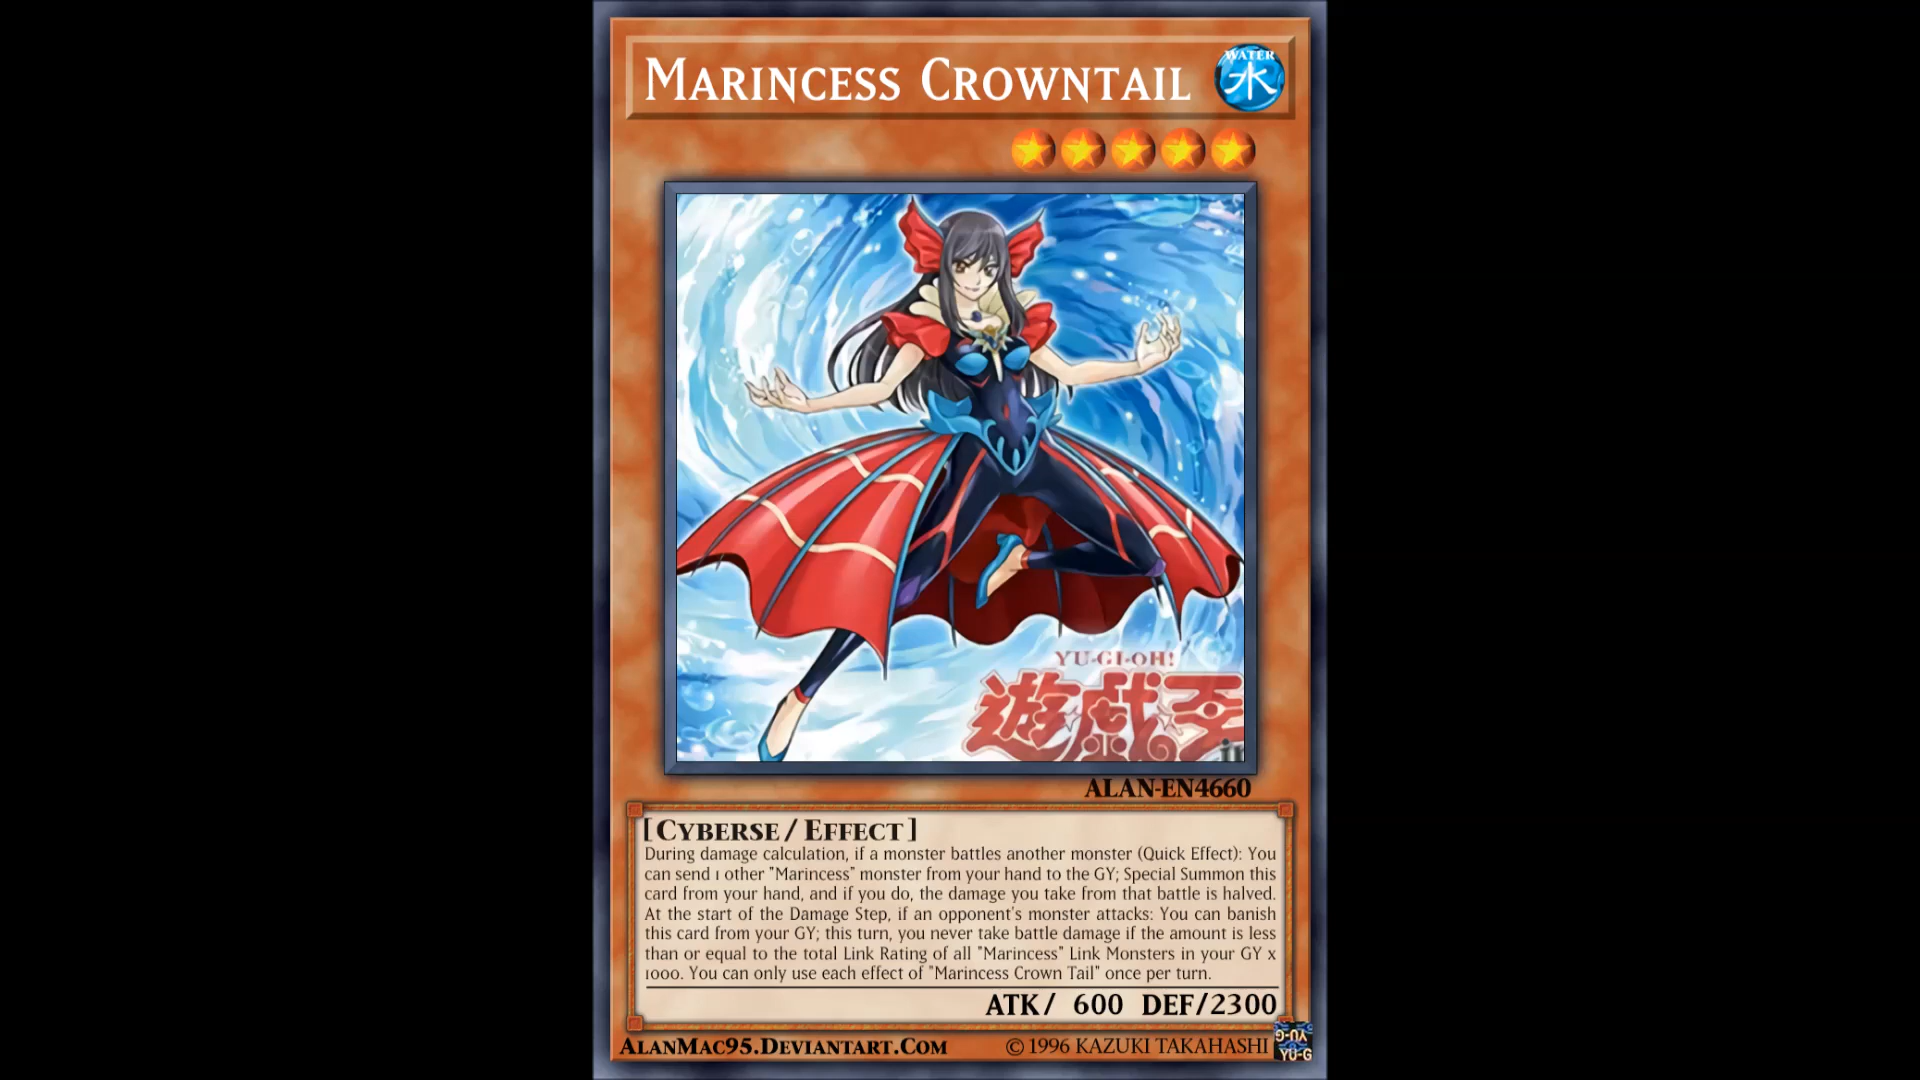 Marincess Crowntail
WATER
水
YU-GI-OH!
遊戯王
ALAN-EN4660
[Cyberse/Effect]
During damage calculation, if a monster battles another monster (Quick Effect): You
can send 1 other "Marincess" monster from your hand to the GY; Special Summon this
card from your hand, and if you do, the damage you take from that battle is halved.
At the start of the Damage Step, if an opponent's monster attacks: You can banish
this card from your GY; this turn, you never take battle damage if the amount is less
than or equal to the total Link Rating of all "Marincess" Link Monsters in your GY x
1000. You can only use each effect of "Marincess Crown Tail" once per turn.
ATK/ 600 DEF/2300
AlanMac95.Deviantart.Com
© 1996 KAZUKI TAKAHASHI